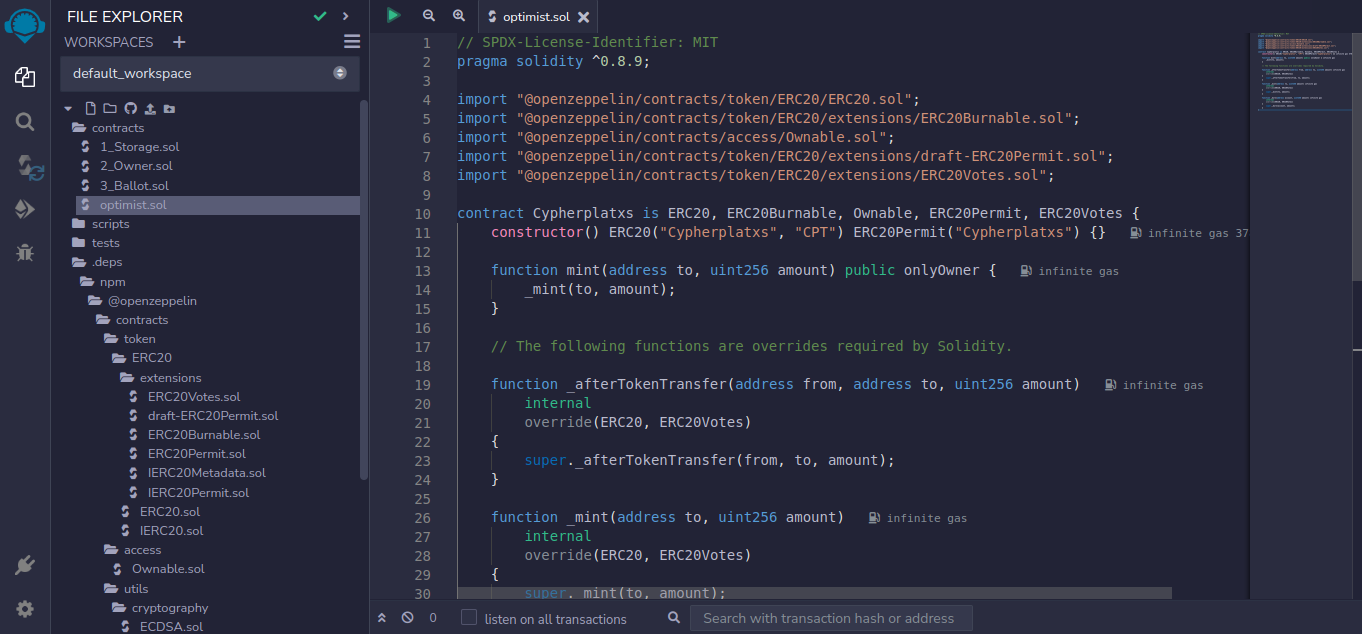 FILE EXPLORER
WORKSPACES +
default_workspace
contracts
1_Storage.sol
2_Owner.sol
3_Ballot.sol
optimist.sol
scripts
tests
.deps
npm
@openzeppelin
contracts
token
ERC20
extensions
ERC20Votes.sol
draft-ERC20Permit.sol
ERC20Burnable.sol
ERC20Permit.sol
IERC20Metadata.sol
IERC20Permit.sol
ERC20.sol
IERC20.sol
access
Ownable.sol
utils
cryptography
ECDSA.sol
optimist.sol
1 // SPDX-License-Identifier: MIT
2 pragma solidity ^0.8.9;
3
4 import "@openzeppelin/contracts/token/ERC20/ERC20.sol";
5 import "@openzeppelin/contracts/token/ERC20/extensions/ERC20Burnable.sol";
6 import "@openzeppelin/contracts/access/Ownable.sol";
7 import "@openzeppelin/contracts/token/ERC20/extensions/draft-ERC20Permit.sol";
8 import "@openzeppelin/contracts/token/ERC20/extensions/ERC20Votes.sol";
9
10 contract Cypherplatxs is ERC20, ERC20Burnable, Ownable, ERC20Permit, ERC20Votes {
11 constructor() ERC20("Cypherplatxs", "CPT") ERC20Permit("Cypherplatxs") {} infinite gas 37
12
13 function mint(address to, uint256 amount) public onlyOwner { infinite gas
14 _mint(to, amount);
15 }
16
17 // The following functions are overrides required by Solidity.
18
19 function _afterTokenTransfer(address from, address to, uint256 amount) infinite gas
20 internal
21 override(ERC20, ERC20Votes)
22 {
23 super._afterTokenTransfer(from, to, amount);
24 }
25
26 function _mint(address to, uint256 amount) infinite gas
27 internal
28 override(ERC20, ERC20Votes)
29 {
30 super._mint(to, amount);
0
listen on all transactions
Search with transaction hash or address